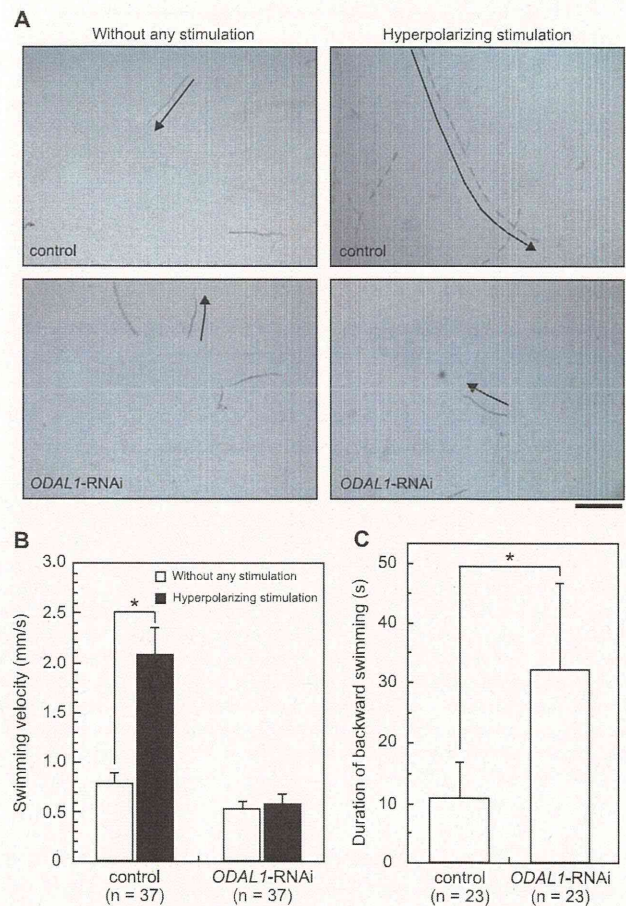 A
Without any stimulation
Hyperpolarizing stimulation
control
control
ODAL1-RNAi
ODAL1-RNAi
B
Swimming velocity (mm/s)
3.0
2.5
2.0
1.5
1.0
0.5
0
Without any stimulation
Hyperpolarizing stimulation
*
control
(n = 37)
ODAL1-RNAi
(n = 37)
C
Duration of backward swimming (s)
50
40
30
20
10
0
*
control
(n = 23)
ODAL1-RNAi
(n = 23)